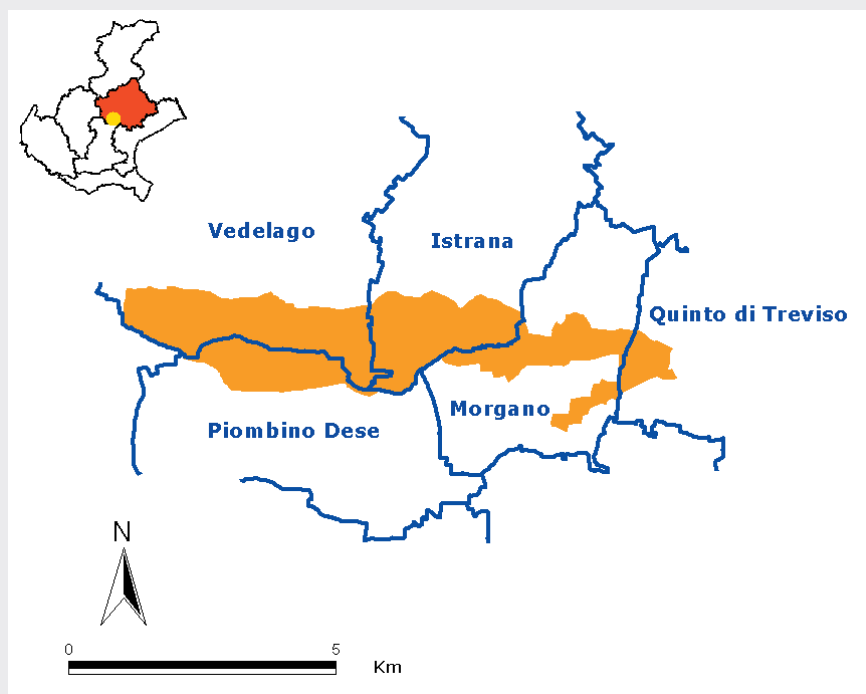 Vedelago
Istrana
Quinto di Treviso
Morgano
Piombino Dese
N
0 5
Km